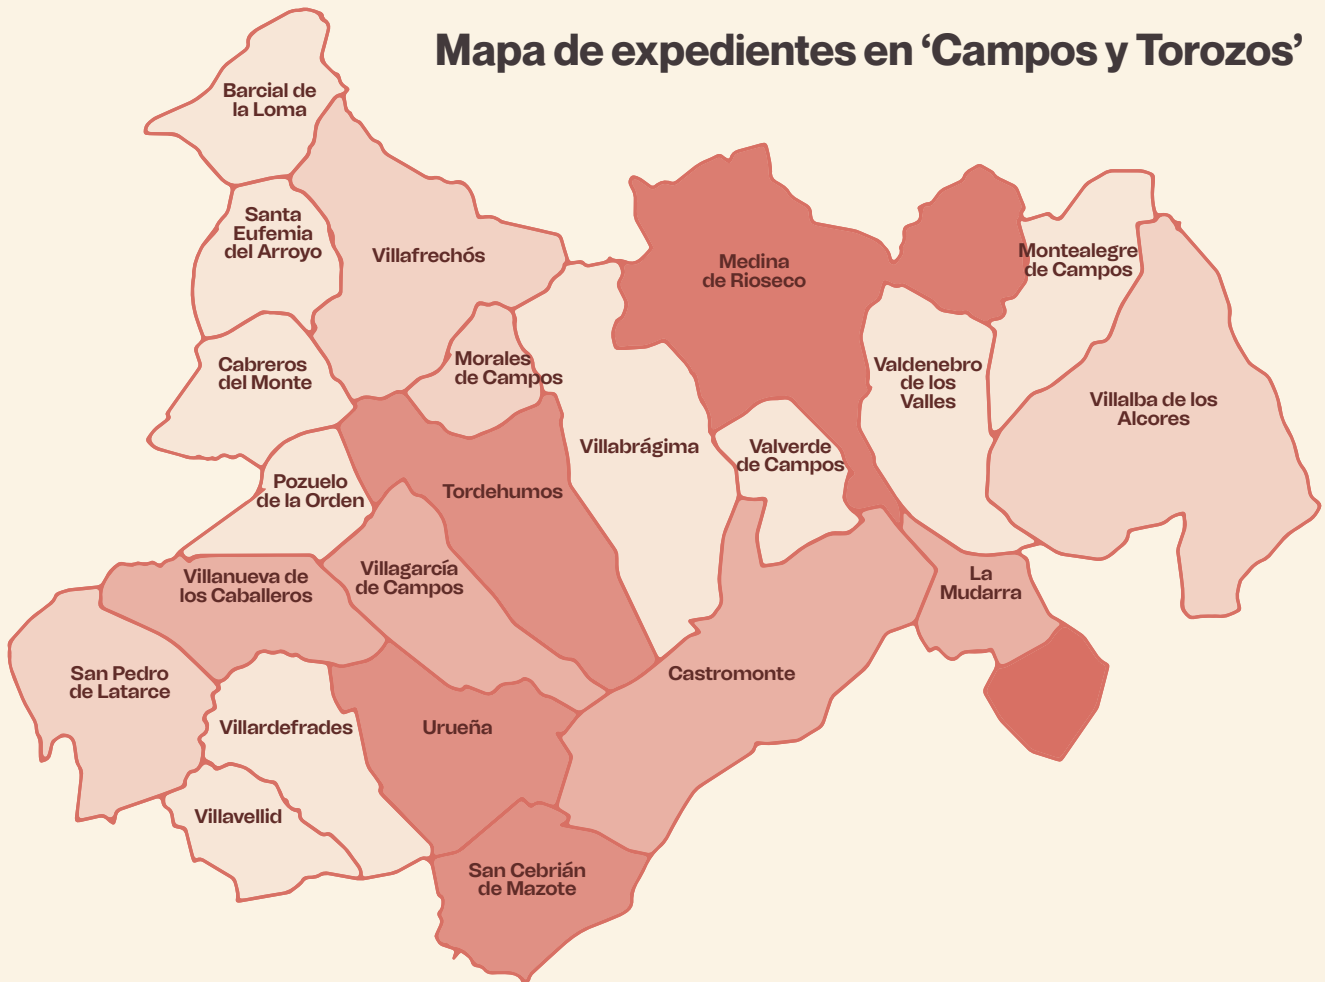 Mapa de expedientes en ‘Campos y Torozos’
Barcial de
la Loma
Santa
Eufemia
del Arroyo
Villafrechós
Medina
de Rioseco
Montealegre
de Campos
Cabreros
del Monte
Morales
de Campos
Valdenebro
de los
Valles
Villalba de los
Alcores
Villabrágima
Valverde
de Campos
Pozuelo
de la Orden
Tordehumos
Villanueva de
los Caballeros
Villagarcía
de Campos
La
Mudarra
San Pedro
de Latarce
Castromonte
Villardefrades
Urueña
Villavellid
San Cebrián
de Mazote